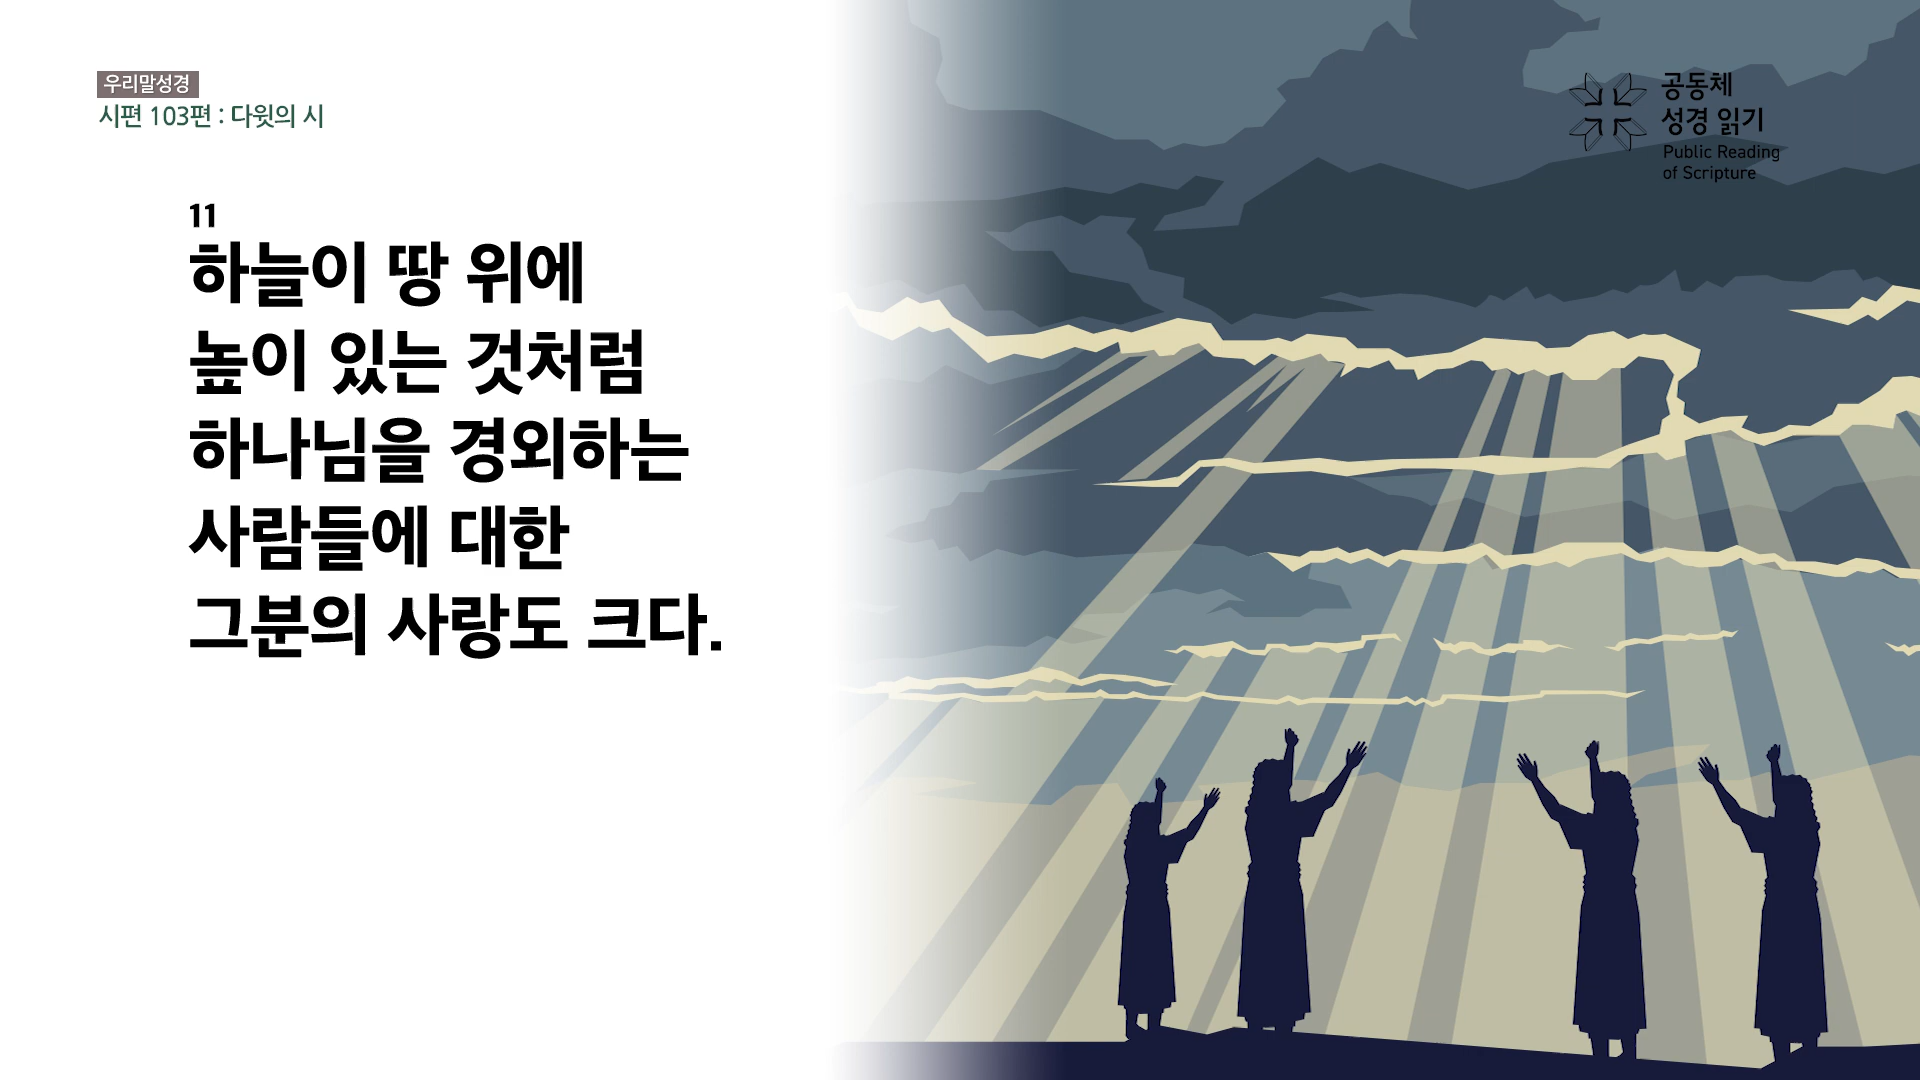 우리말성경
시편 103편 : 다윗의 시
공동체
성경 읽기
Public Reading
of Scripture
11
하늘이 땅 위에
높이 있는 것처럼
하나님을 경외하는
사람들에 대한
그분의 사랑도 크다.